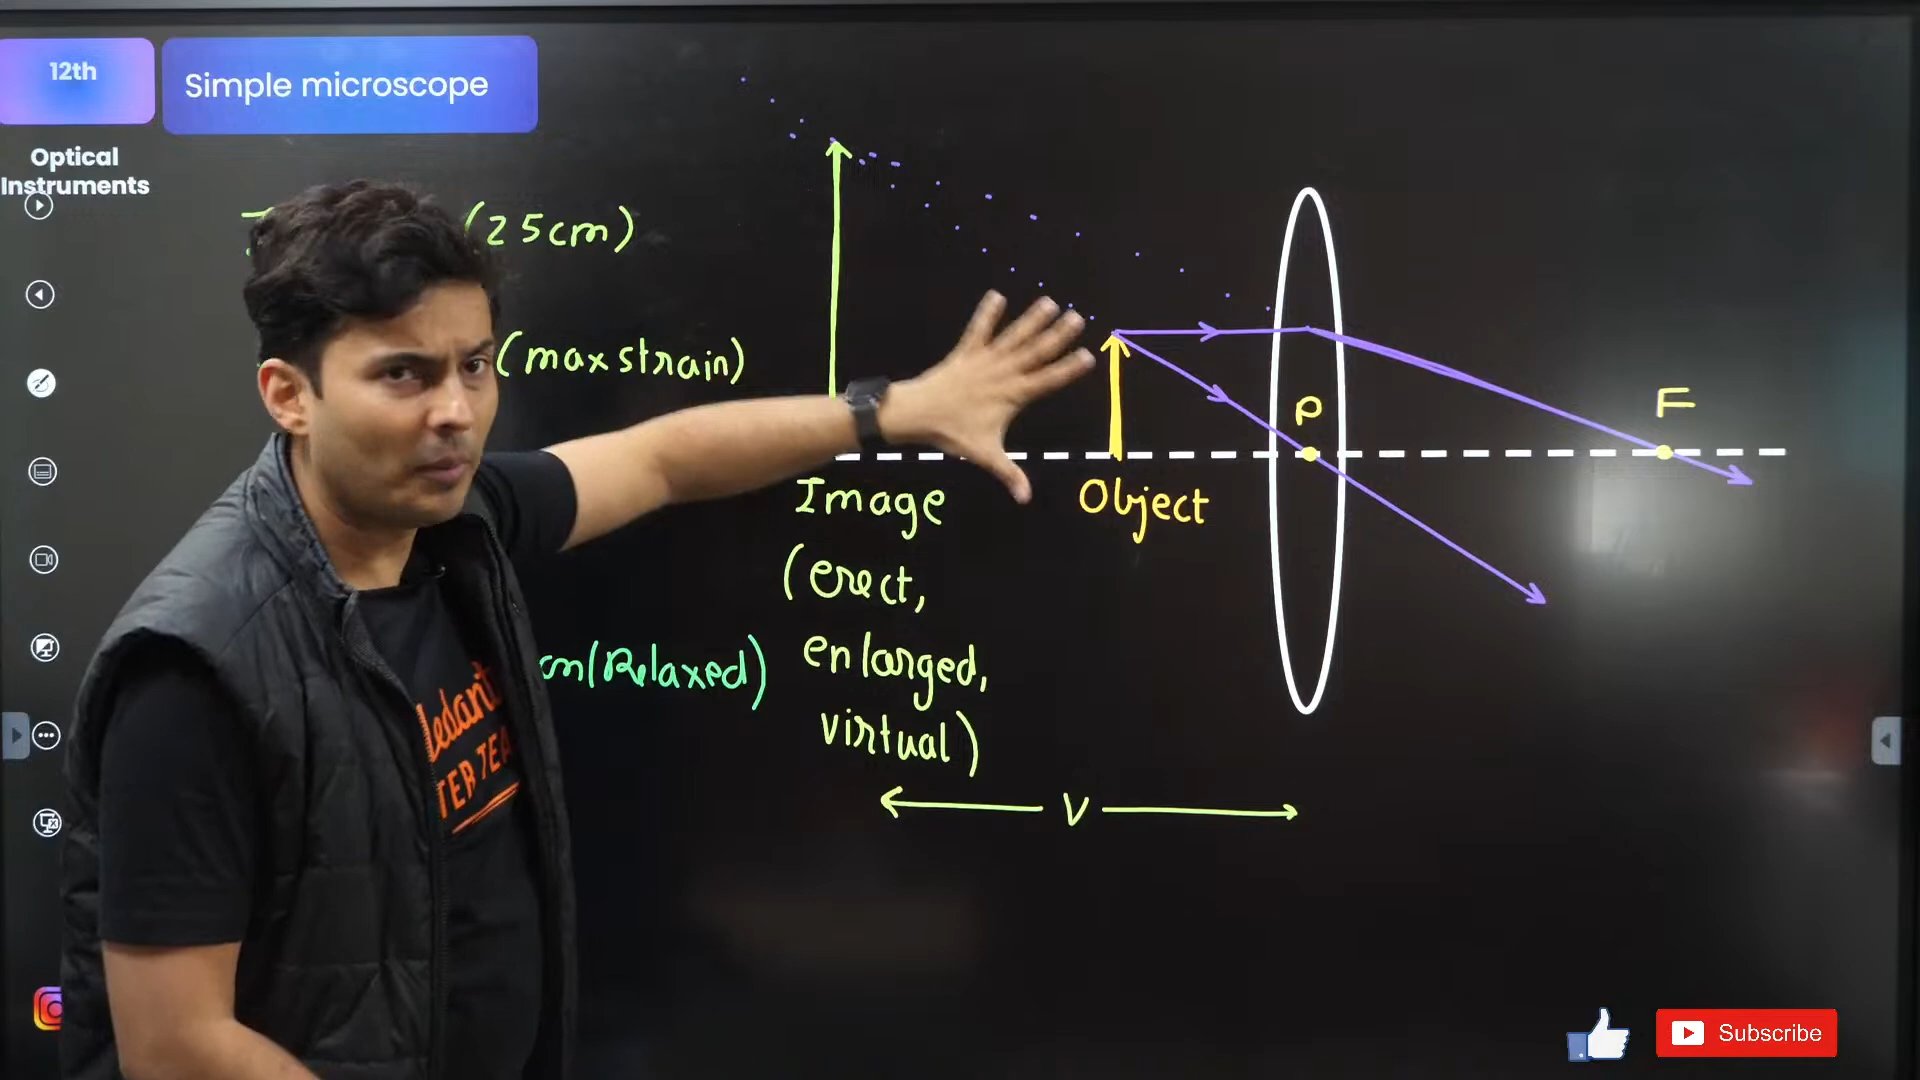 12th
Simple microscope
Optical
Instruments
(25cm)
(max strain)
P
F
Image
Object
(erect,
enlarged,
virtual)
(Relaxed)
V
Subscribe